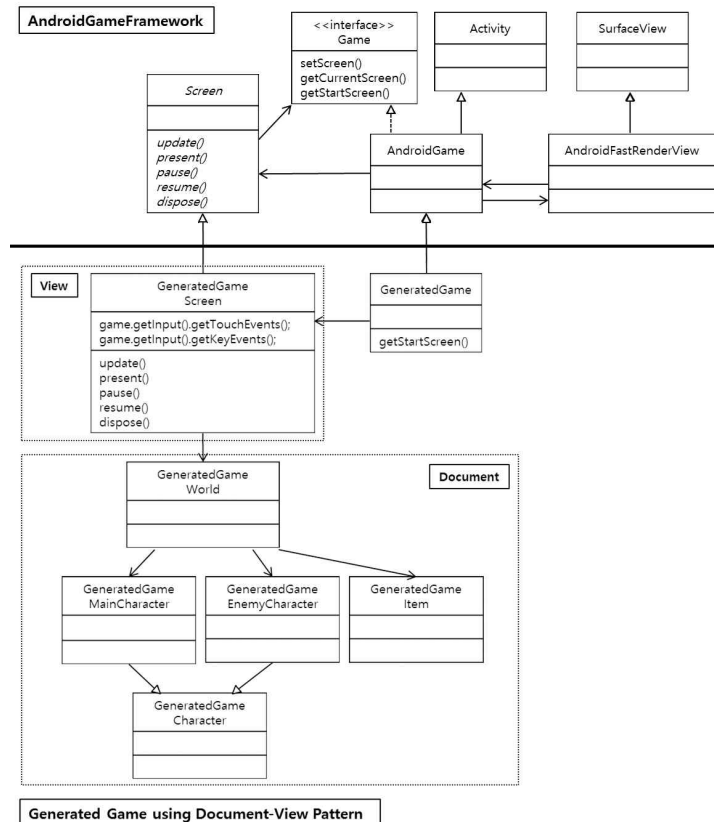 AndroidGameFramework
<<interface>>
Game
setScreen()
getCurrentScreen()
getStartScreen()
Activity
SurfaceView
Screen
update()
present()
pause()
resume()
dispose()
AndroidGame
AndroidFastRenderView
View
GeneratedGame
Screen
game.getInput().getTouchEvents();
game.getInput().getKeyEvents();
update()
present()
pause()
resume()
dispose()
GeneratedGame
getStartScreen()
Document
GeneratedGame
World
GeneratedGame
MainCharacter
GeneratedGame
EnemyCharacter
GeneratedGame
Item
GeneratedGame
Character
Generated Game using Document-View Pattern